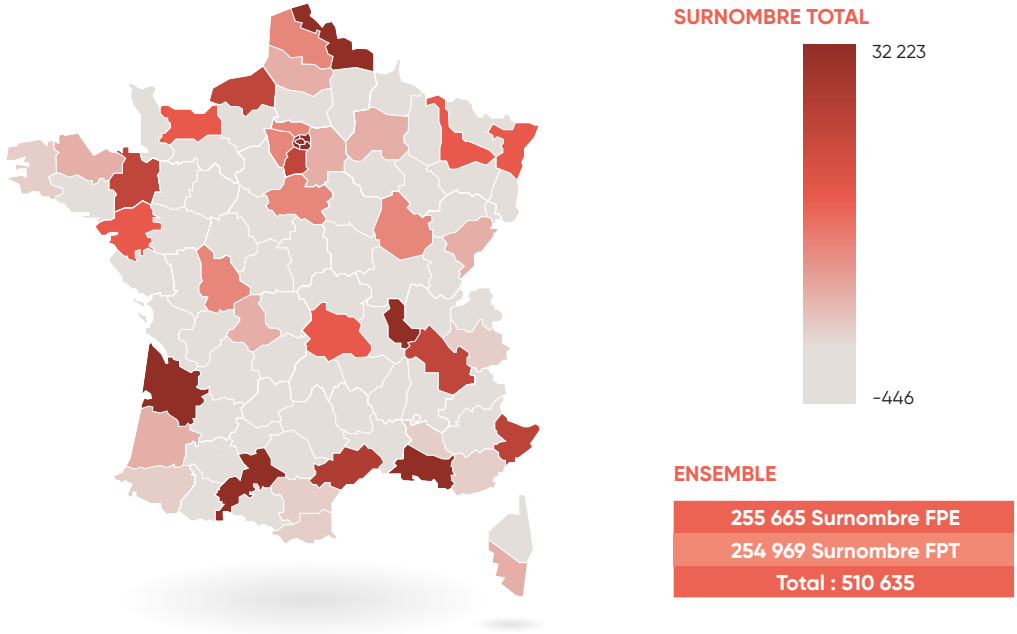 SURNOMBRE TOTAL
32 223
-446
ENSEMBLE
255 665 Surnombre FPE
254 969 Surnombre FPT
Total : 510 635